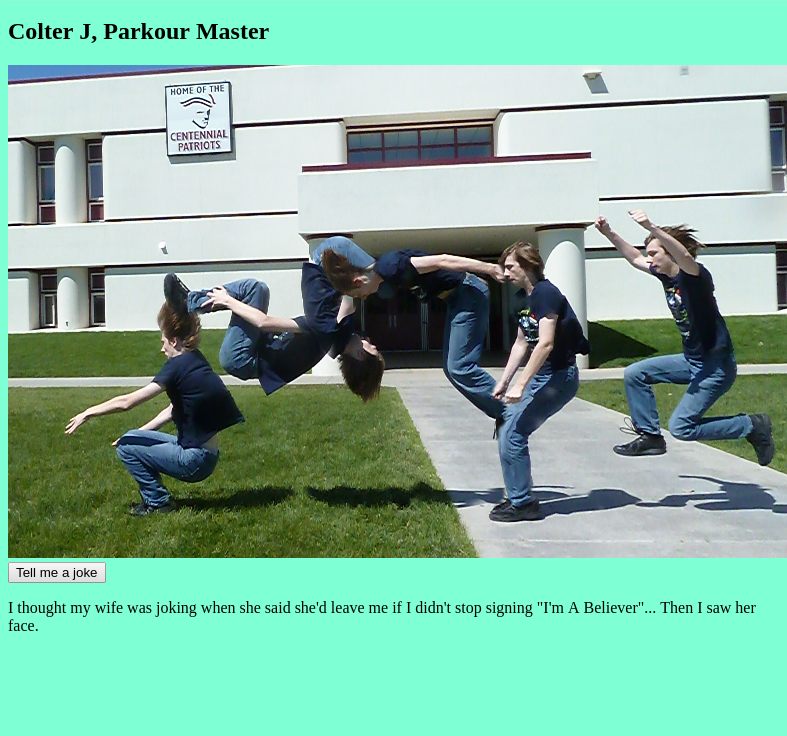 Colter J, Parkour Master
HOME OF THE
CENTENNIAL
PATRIOTS
Tell me a joke
I thought my wife was joking when she said she'd leave me if I didn't stop signing "I'm A Believer"... Then I saw her
face.